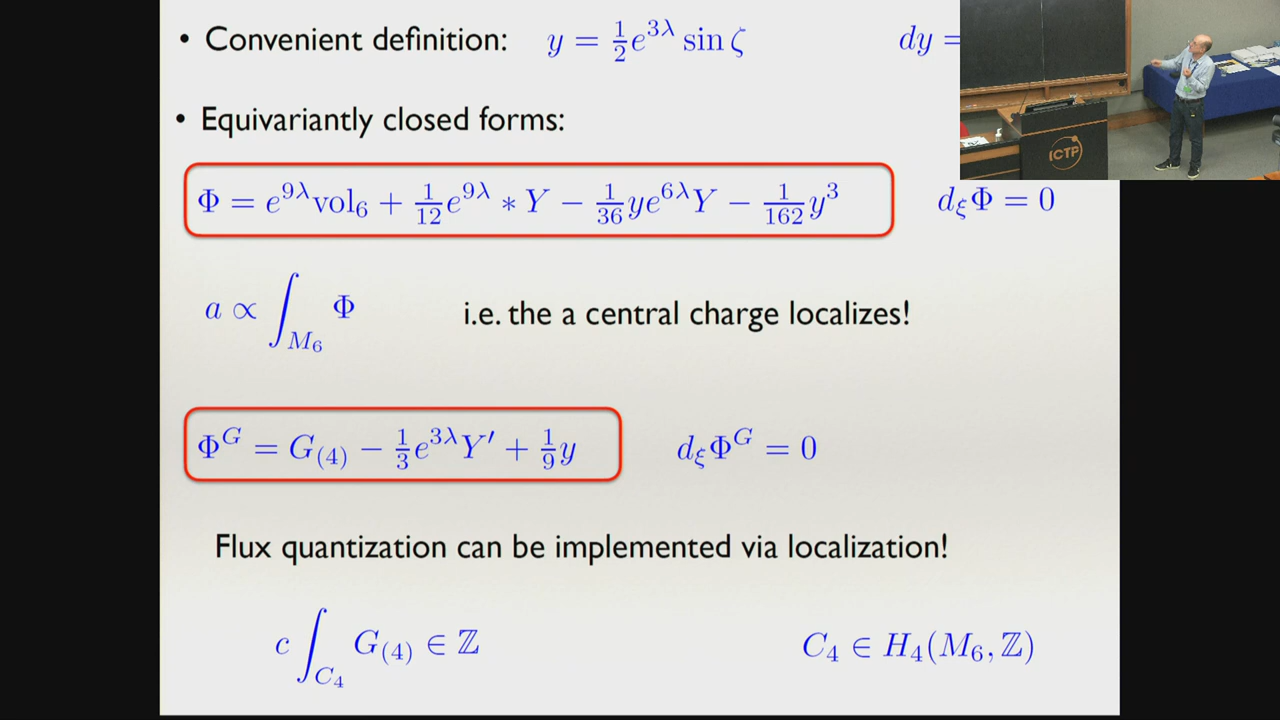 • Convenient definition: y = ½e^{3λ} sin ζ dy =
• Equivariantly closed forms:
Φ = e^{9λ}vol₆ + 1/12 e^{9λ} * Y − 1/36 ye^{6λ}Y − 1/162 y³ d_ξΦ = 0
a ∝ ∫_{M₆} Φ i.e. the a central charge localizes!
Φ^G = G₍₄₎ − 1/3 e^{3λ}Y′ + 1/9 y d_ξΦ^G = 0
Flux quantization can be implemented via localization!
c ∫_{C₄} G₍₄₎ ∈ ℤ C₄ ∈ H₄(M₆, ℤ)
ICTP